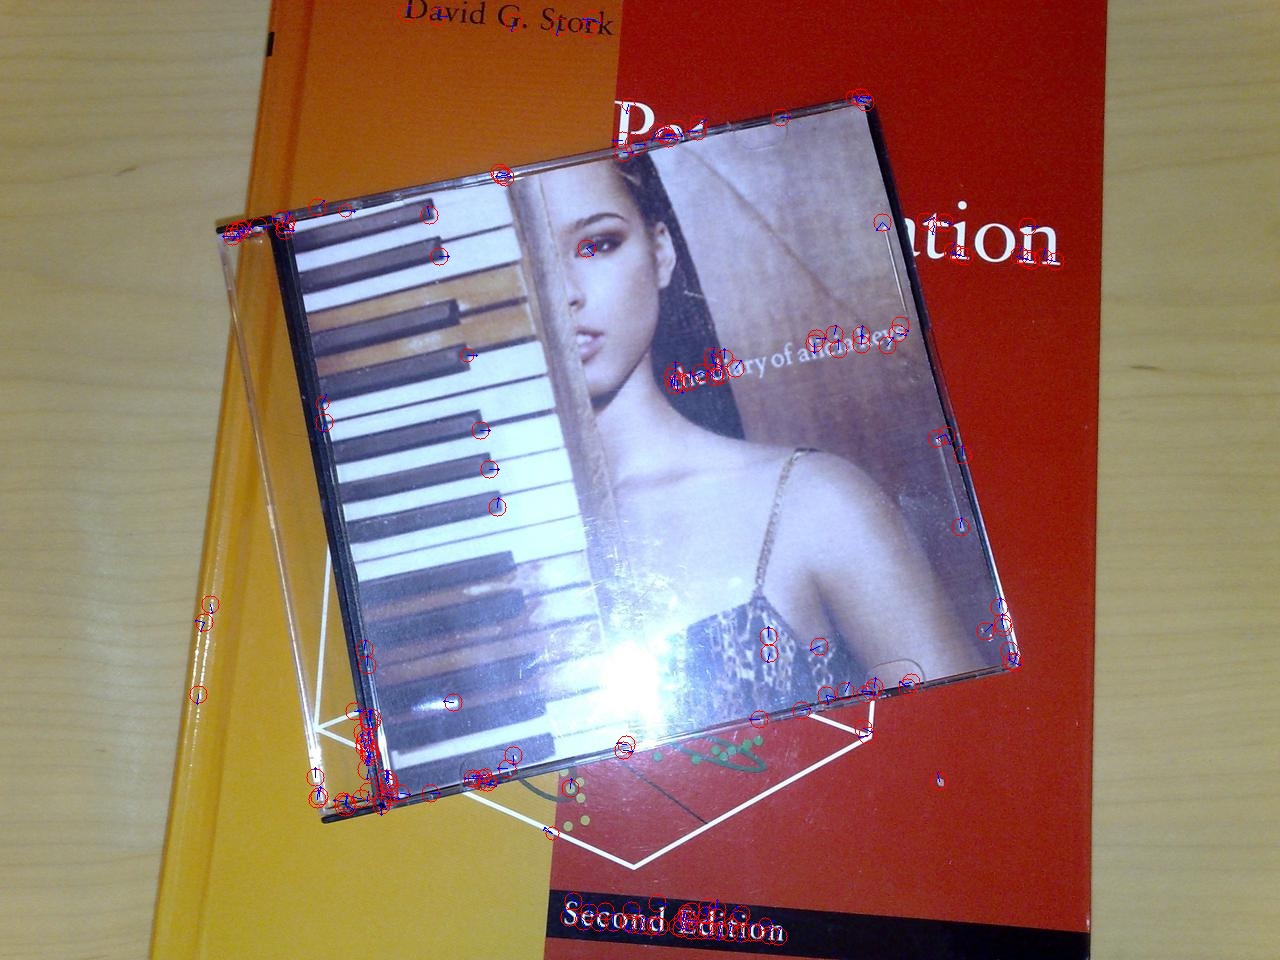 David G. Stork
ation
the diary of alicia keys
Second Edition